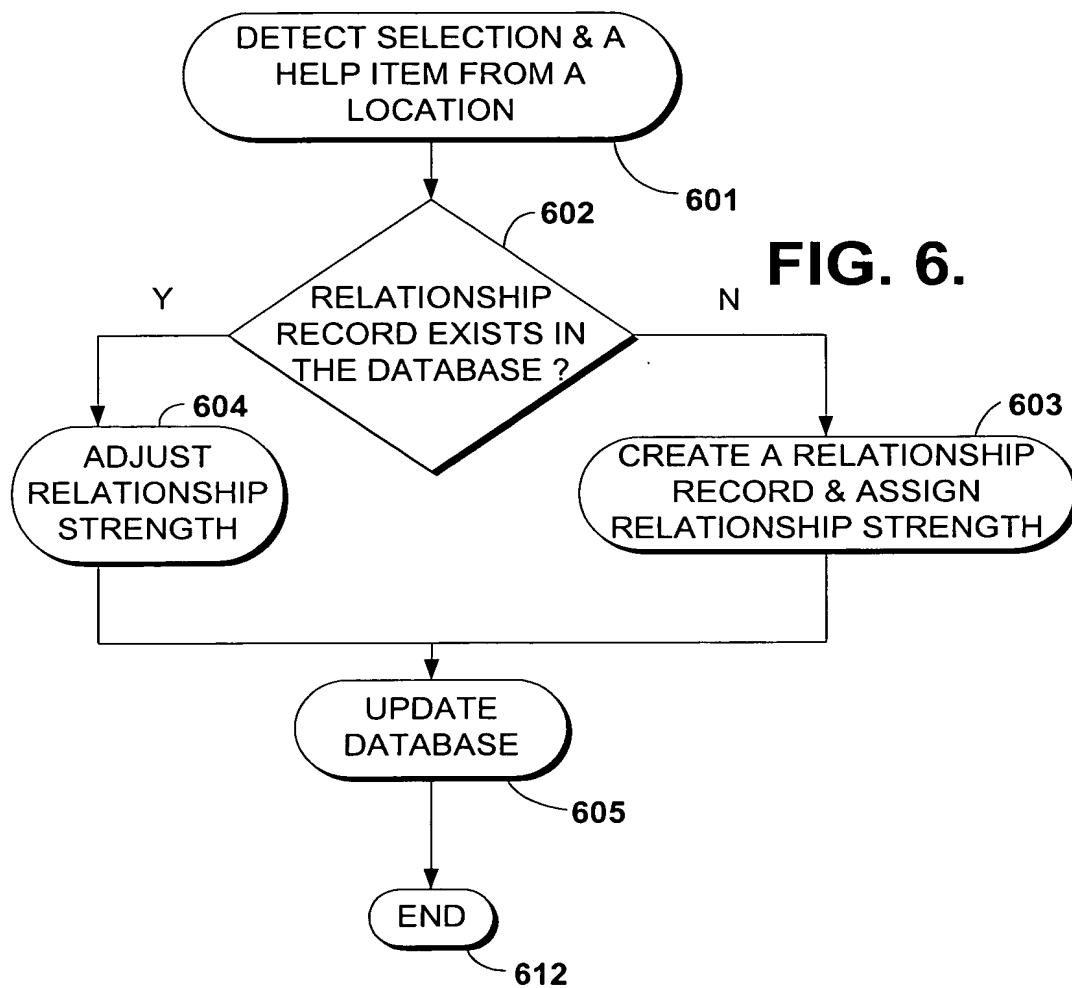 DETECT SELECTION & A
HELP ITEM FROM A
LOCATION
601
602
FIG. 6.
Y
N
RELATIONSHIP
RECORD EXISTS IN
THE DATABASE ?
604
603
ADJUST
RELATIONSHIP
STRENGTH
CREATE A RELATIONSHIP
RECORD & ASSIGN
RELATIONSHIP STRENGTH
UPDATE
DATABASE
605
END
612